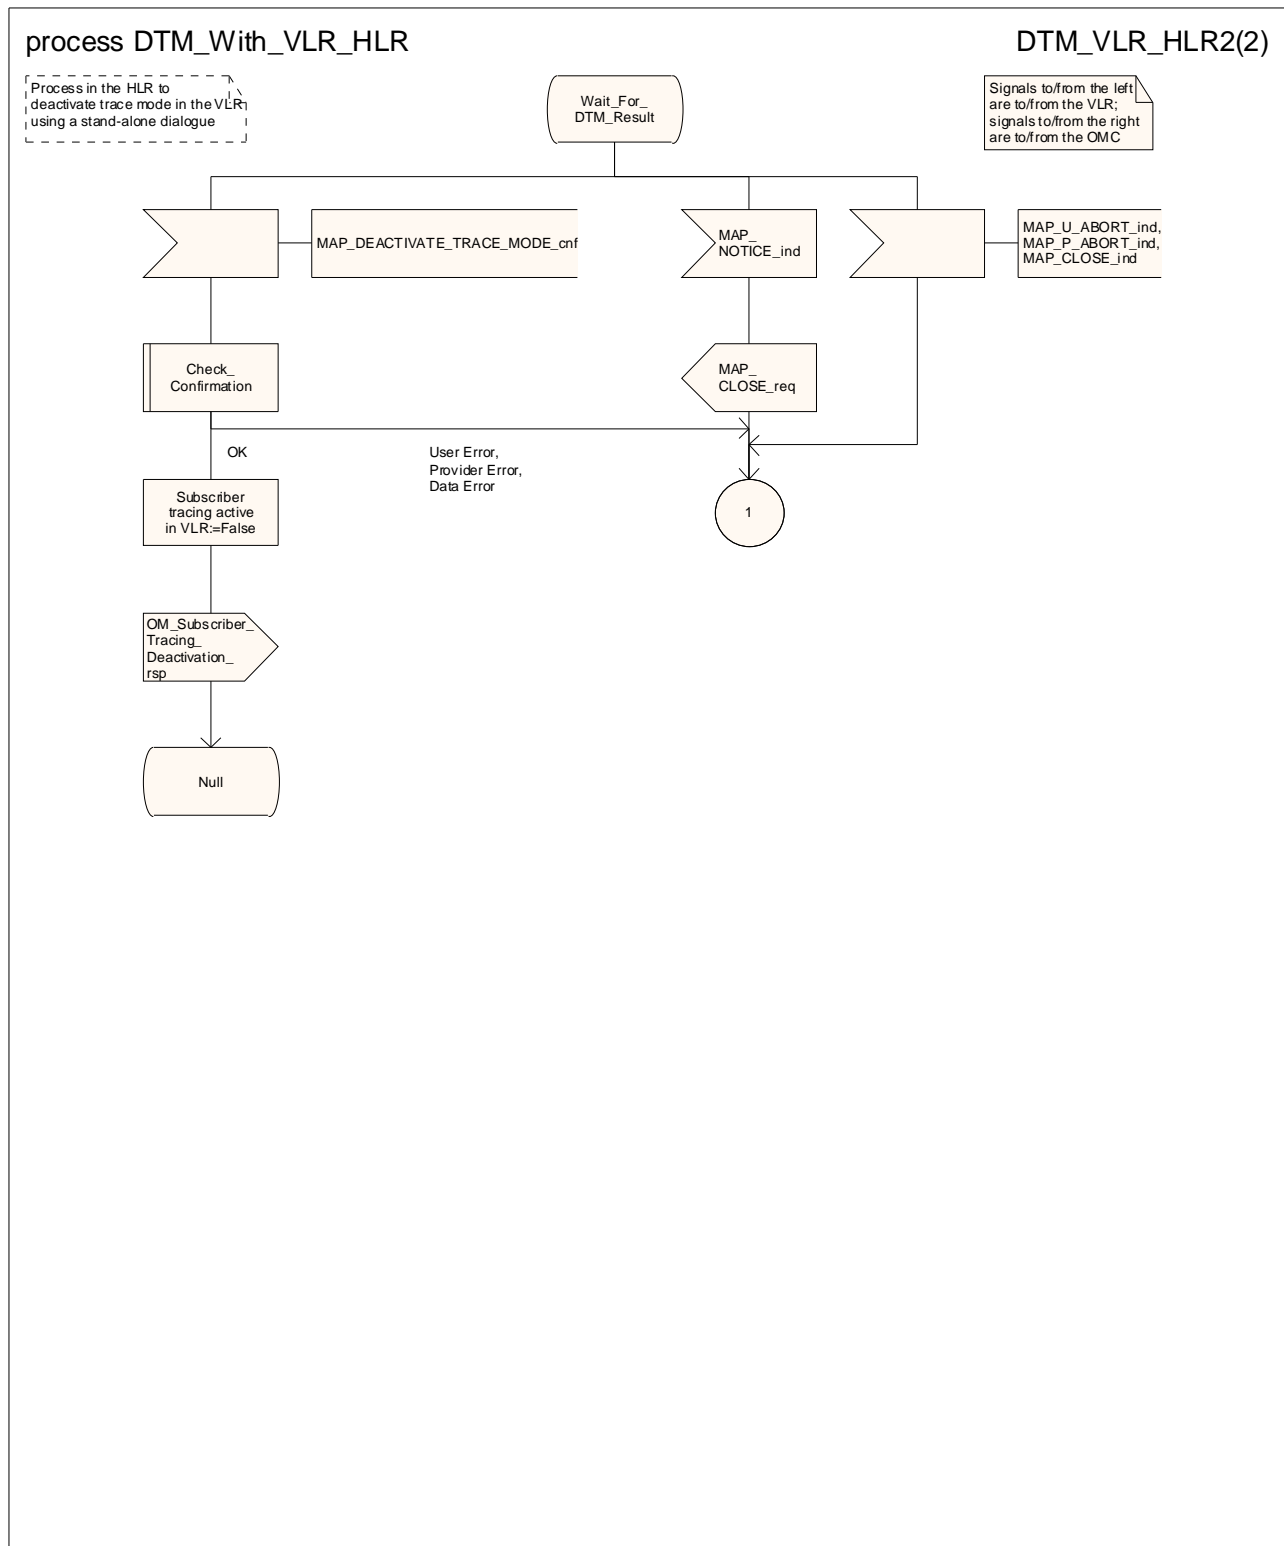 process DTM_With_VLR_HLR
DTM_VLR_HLR2(2)
Process in the HLR to
deactivate trace mode in the VLR
using a stand-alone dialogue
Wait_For_
DTM_Result
Signals to/from the left
are to/from the VLR;
signals to/from the right
are to/from the OMC
MAP_DEACTIVATE_TRACE_MODE_cnf
MAP_
NOTICE_ind
MAP_U_ABORT_ind,
MAP_P_ABORT_ind,
MAP_CLOSE_ind
Check_
Confirmation
MAP_
CLOSE_req
OK
User Error,
Provider Error,
Data Error
Subscriber
tracing active
in VLR:=False
1
OM_Subscriber_
Tracing_
Deactivation_
rsp
Null